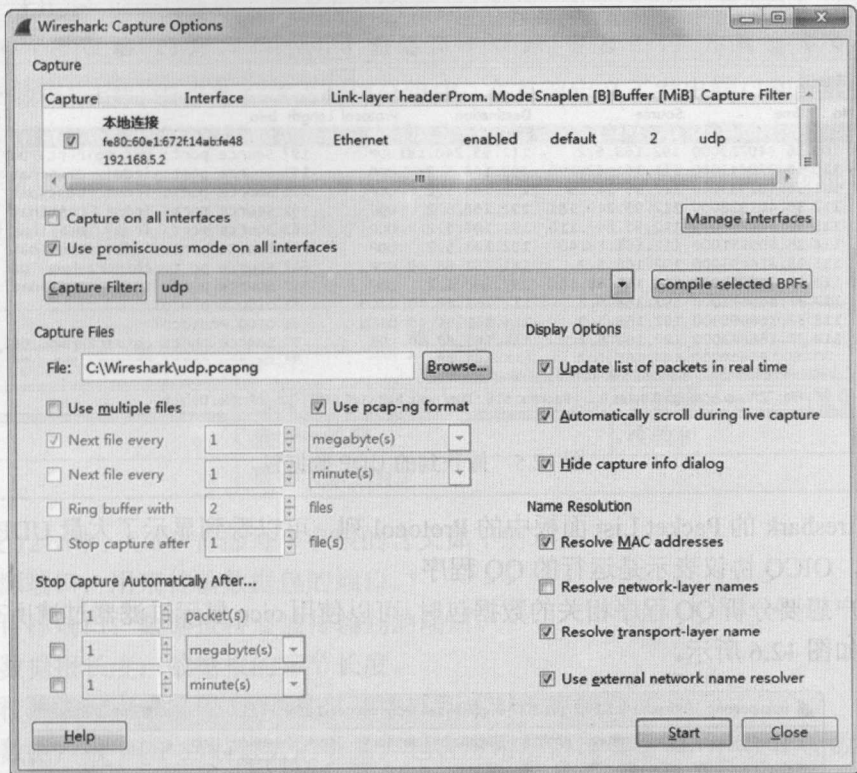 Wireshark: Capture Options
Capture
Capture Interface Link-layer header Prom. Mode Snaplen [B] Buffer [MiB] Capture Filter
本地连接
fe80:60e1:672f:14ab:fe48
192.168.5.2
Ethernet enabled default 2 udp
Capture on all interfaces
Manage Interfaces
Use promiscuous mode on all interfaces
Capture Filter: udp Compile selected BPFs
Capture Files
File: C:\Wireshark\udp.pcapng Browse...
Use multiple files Use pcap-ng format
Next file every 1 megabyte(s)
Next file every 1 minute(s)
Ring buffer with 2 files
Stop capture after 1 file(s)
Stop Capture Automatically After...
1 packet(s)
1 megabyte(s)
1 minute(s)
Display Options
Update list of packets in real time
Automatically scroll during live capture
Hide capture info dialog
Name Resolution
Resolve MAC addresses
Resolve network-layer names
Resolve transport-layer name
Use external network name resolver
Help Start Close